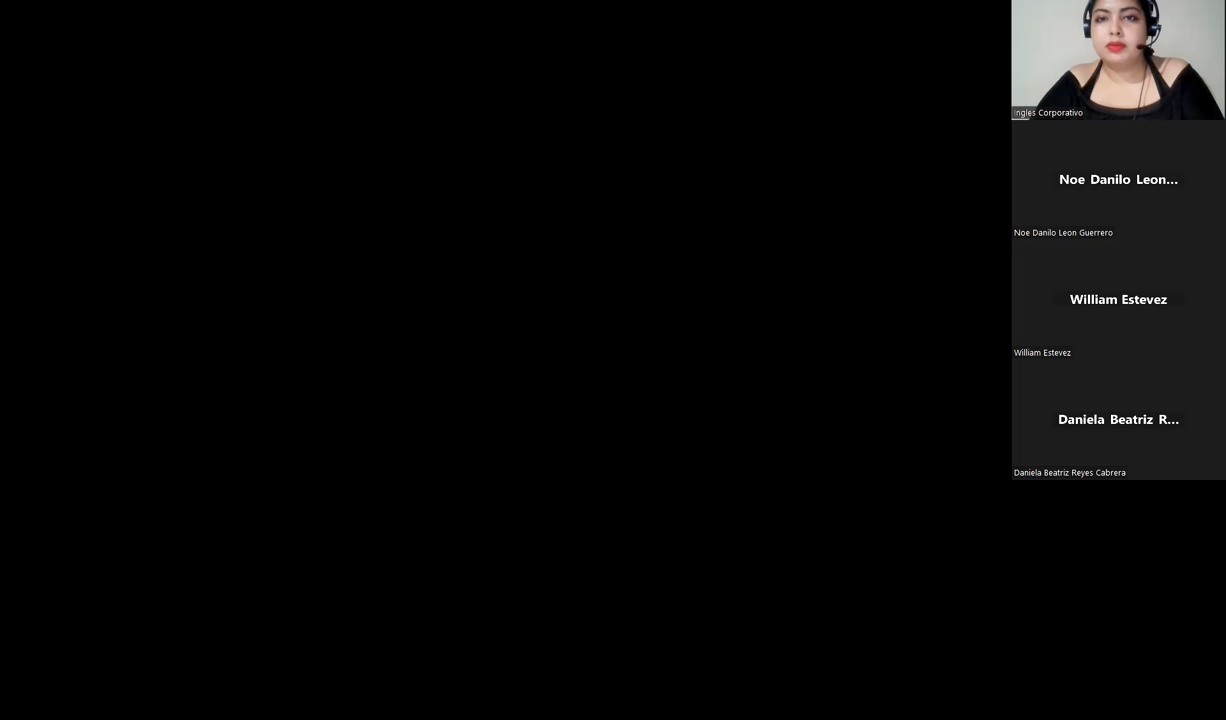 Ingles Corporativo
Noe Danilo Leon...
Noe Danilo Leon Guerrero
William Estevez
William Estevez
Daniela Beatriz R...
Daniela Beatriz Reyes Cabrera